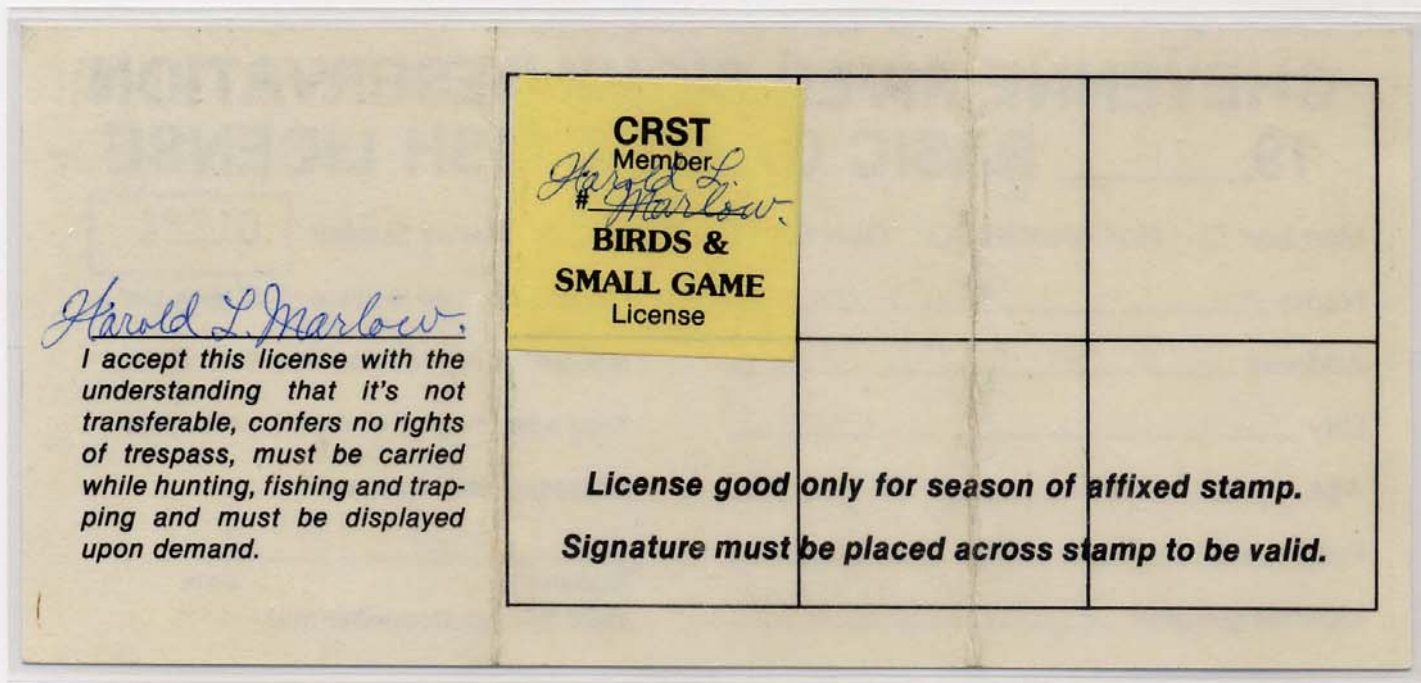 Harold L. Marlow.
I accept this license with the
understanding that it's not
transferable, confers no rights
of trespass, must be carried
while hunting, fishing and trap-
ping and must be displayed
upon demand.
CRST
Member
Harold L.
# Marlow.
BIRDS &
SMALL GAME
License
License good only for season of affixed stamp.
Signature must be placed across stamp to be valid.